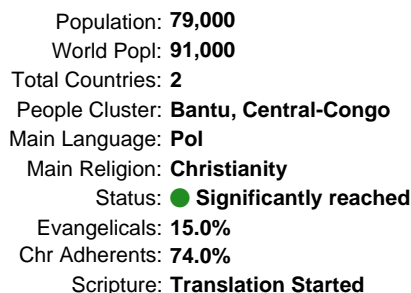 Population: 79,000
World Popl: 91,000
Total Countries: 2
People Cluster: Bantu, Central-Congo
Main Language: Pol
Main Religion: Christianity
Status: Significantly reached
Evangelicals: 15.0%
Chr Adherents: 74.0%
Scripture: Translation Started